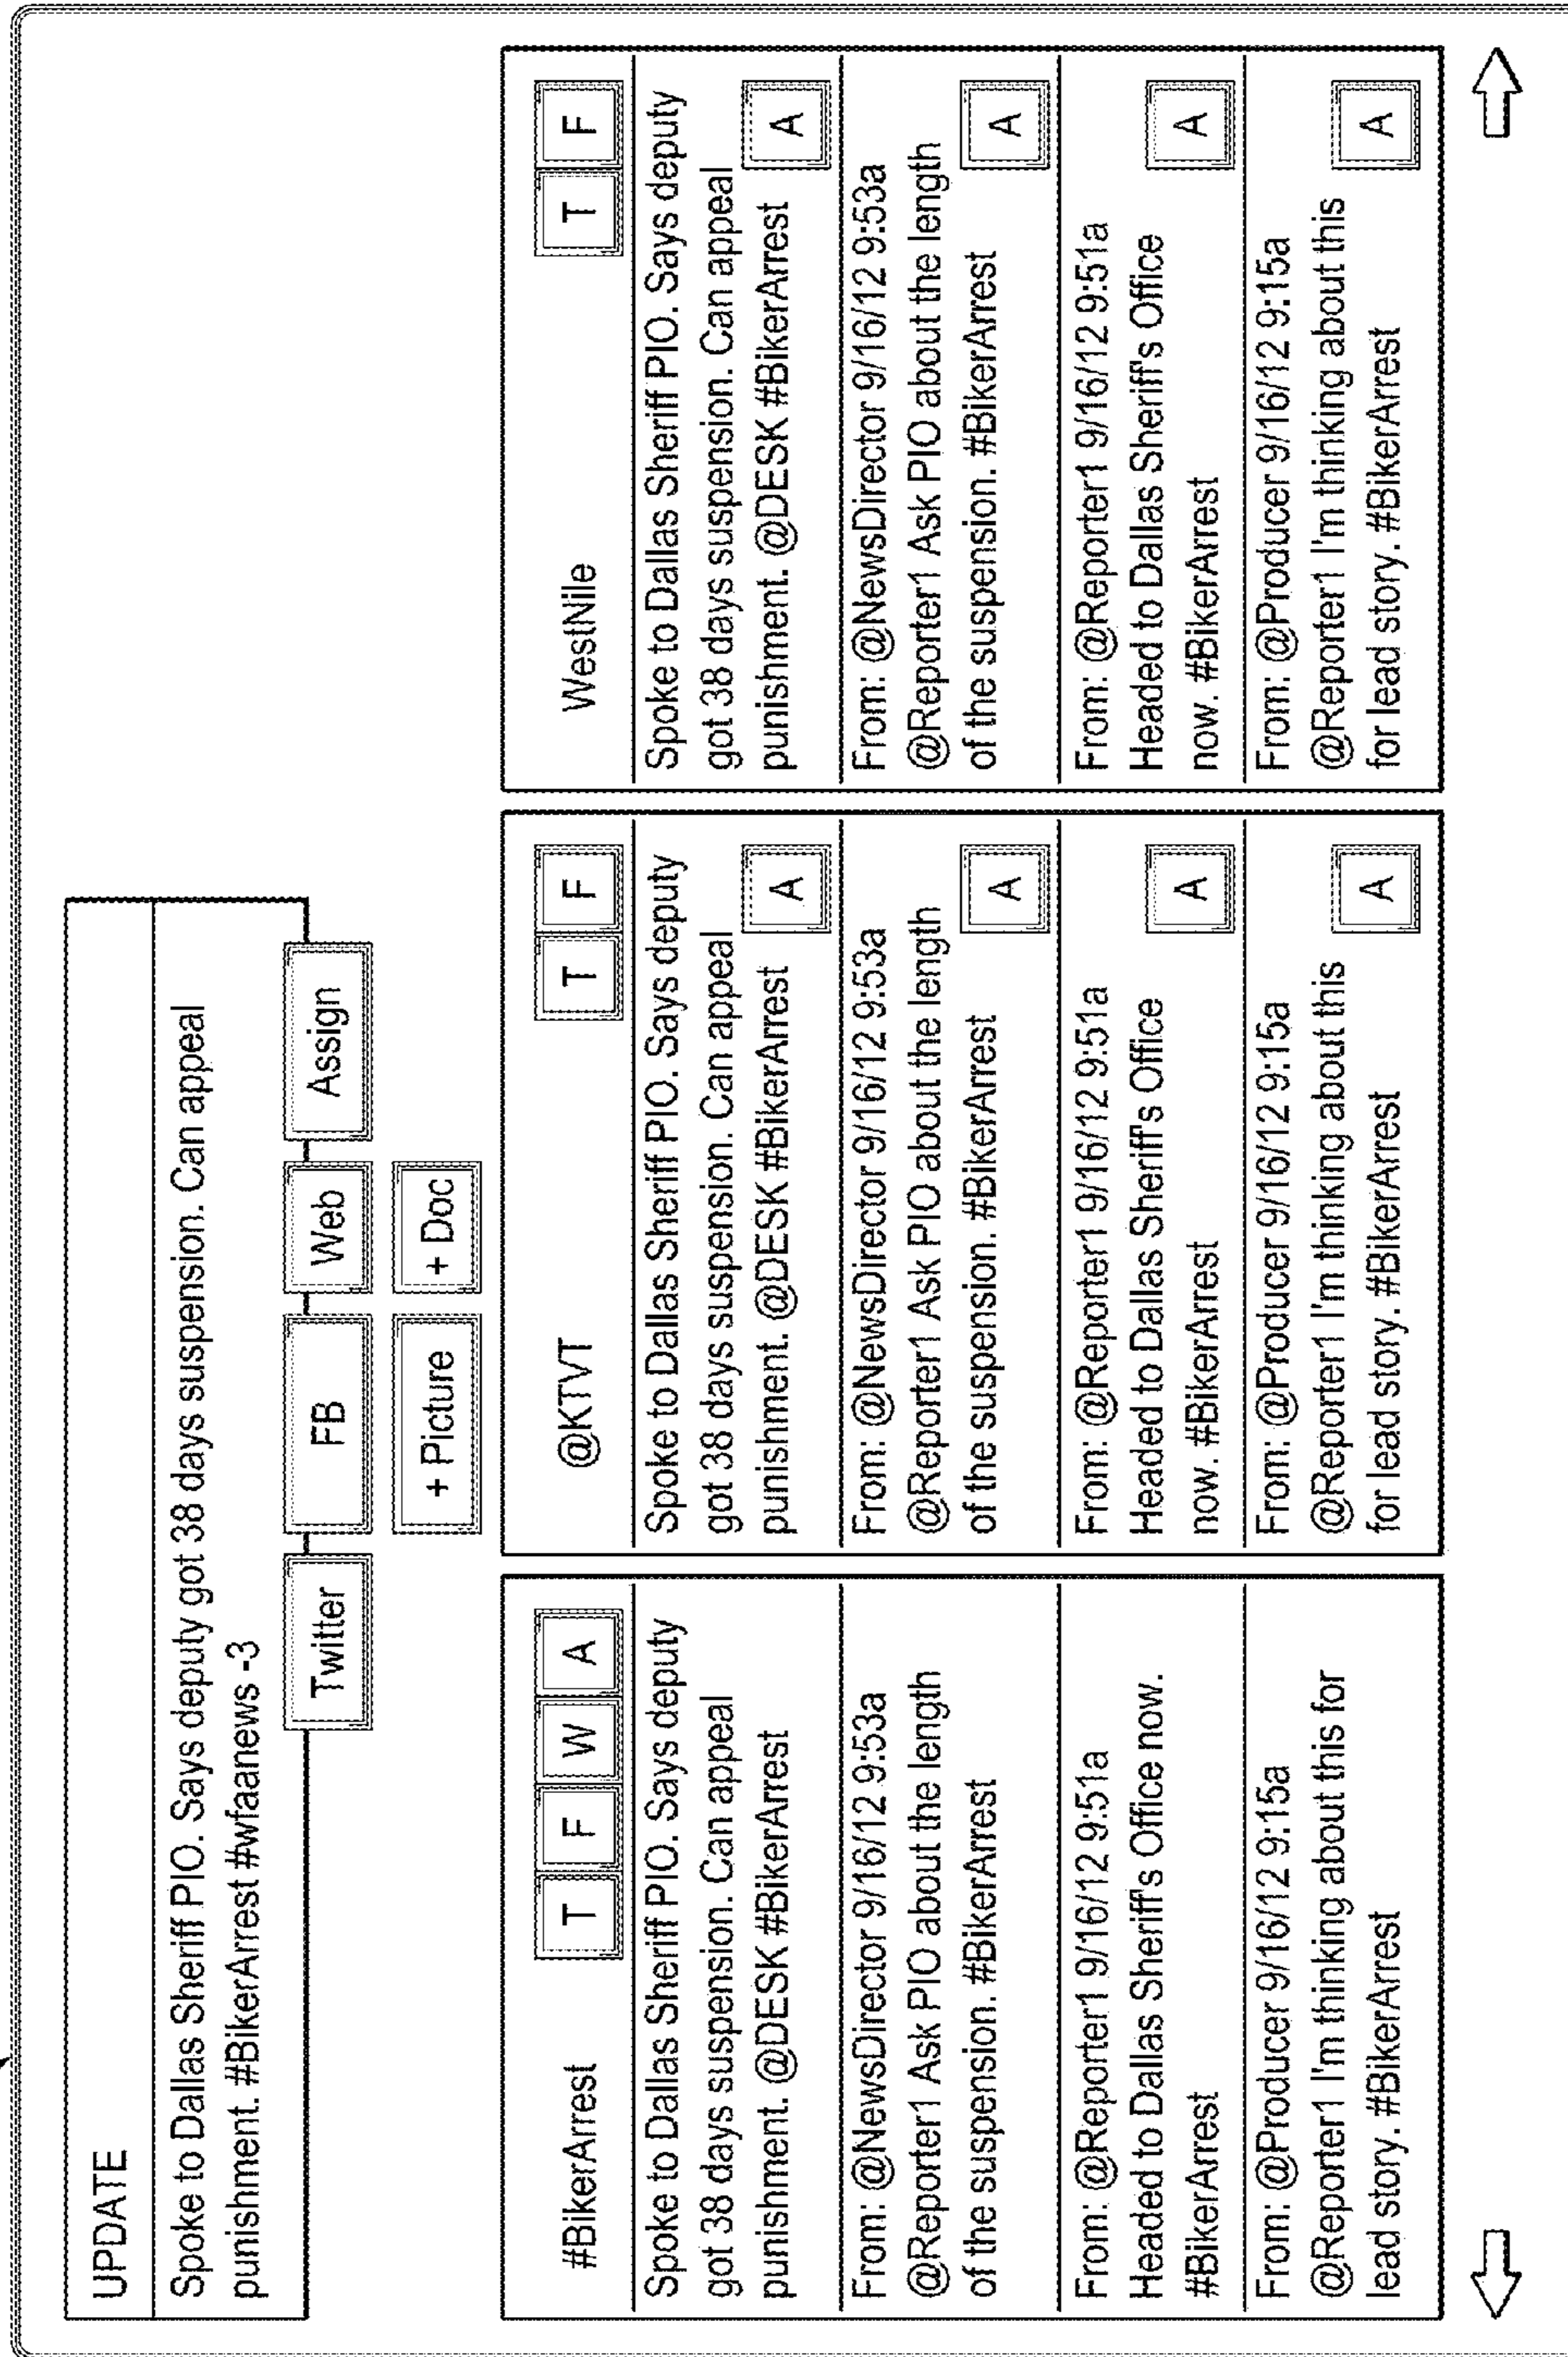 UPDATE
Spoke to Dallas Sheriff PIO. Says deputy got 38 days suspension. Can appeal
punishment. #BikerArrest #wfaanews -3
Twitter
FB
Web
Assign
+ Picture
+ Doc
#BikerArrest
T F W A
Spoke to Dallas Sheriff PIO. Says deputy
got 38 days suspension. Can appeal
punishment. @DESK #BikerArrest
From: @NewsDirector 9/16/12 9:53a
@Reporter1 Ask PIO about the length
of the suspension. #BikerArrest
From: @Reporter1 9/16/12 9:51a
Headed to Dallas Sheriff's Office now.
#BikerArrest
From: @Producer 9/16/12 9:15a
@Reporter1 I'm thinking about this for
lead story. #BikerArrest
@KTVT
T F
Spoke to Dallas Sheriff PIO. Says deputy
got 38 days suspension. Can appeal
punishment. @DESK #BikerArrest
A
From: @NewsDirector 9/16/12 9:53a
@Reporter1 Ask PIO about the length
of the suspension. #BikerArrest
A
From: @Reporter1 9/16/12 9:51a
Headed to Dallas Sheriff's Office
now. #BikerArrest
A
From: @Producer 9/16/12 9:15a
@Reporter1 I'm thinking about this
for lead story. #BikerArrest
A
WestNile
T F
Spoke to Dallas Sheriff PIO. Says deputy
got 38 days suspension. Can appeal
punishment. @DESK #BikerArrest
A
From: @NewsDirector 9/16/12 9:53a
@Reporter1 Ask PIO about the length
of the suspension. #BikerArrest
A
From: @Reporter1 9/16/12 9:51a
Headed to Dallas Sheriff's Office
now. #BikerArrest
A
From: @Producer 9/16/12 9:15a
@Reporter1 I'm thinking about this
for lead story. #BikerArrest
A